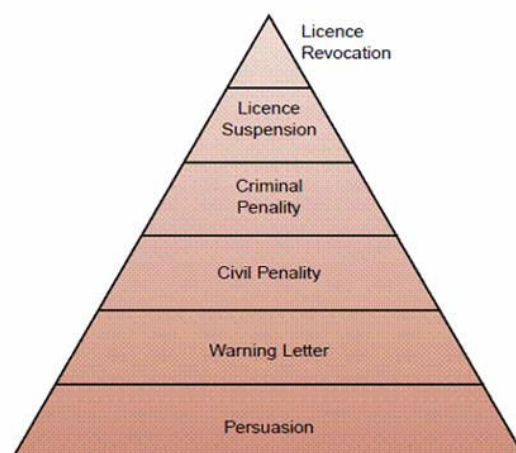 Licence
Revocation
Licence
Suspension
Criminal
Penality
Civil Penality
Warning Letter
Persuasion